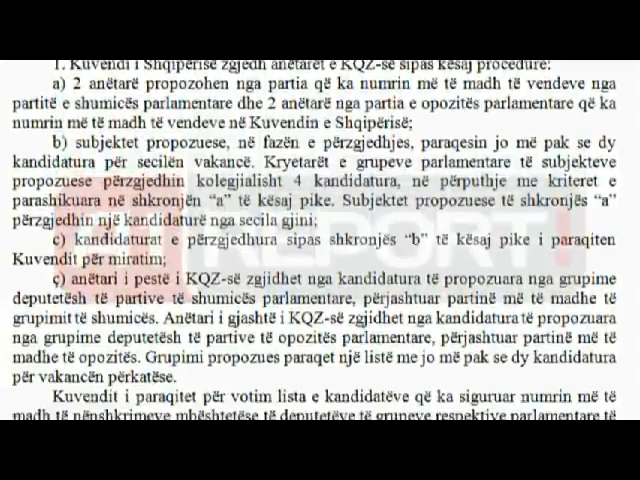 1. Kuvendi i Shqipërisë zgjedh anëtarët e KQZ-së sipas kësaj procedure:
a) 2 anëtarë propozohen nga partia që ka numrin më të madh të vendeve nga
partitë e shumicës parlamentare dhe 2 anëtarë nga partia e opozitës parlamentare që ka
numrin më të madh të vendeve në Kuvendin e Shqipërisë;
b) subjektet propozuese, në fazën e përzgjedhjes, paraqesin jo më pak se dy
kandidatura për secilën vakancë. Kryetarët e grupeve parlamentare të subjekteve
propozuese përzgjedhin kolegjialisht 4 kandidatura, në përputhje me kriteret e
parashikuara në shkronjën “a” të kësaj pike. Subjektet propozuese të shkronjës “a”
përzgjedhin një kandidaturë nga secila gjini;
c) kandidaturat e përzgjedhura sipas shkronjës “b” të kësaj pike i paraqiten
Kuvendit për miratim;
ç) anëtari i pestë i KQZ-së zgjidhet nga kandidatura të propozuara nga grupime
deputetësh të partive të shumicës parlamentare, përjashtuar partinë më të madhe të
grupimit të shumicës. Anëtari i gjashtë i KQZ-së zgjidhet nga kandidatura të propozuara
nga grupime deputetësh të partive të opozitës parlamentare, përjashtuar partinë më të
madhe të opozitës. Grupimi propozues paraqet një listë me jo më pak se dy kandidatura
për vakancën përkatëse.
Kuvendit i paraqitet për votim lista e kandidatëve që ka siguruar numrin më të
madh të nënshkrimeve mbështetëse të deputetëve të grupeve respektive parlamentare të
REPORT